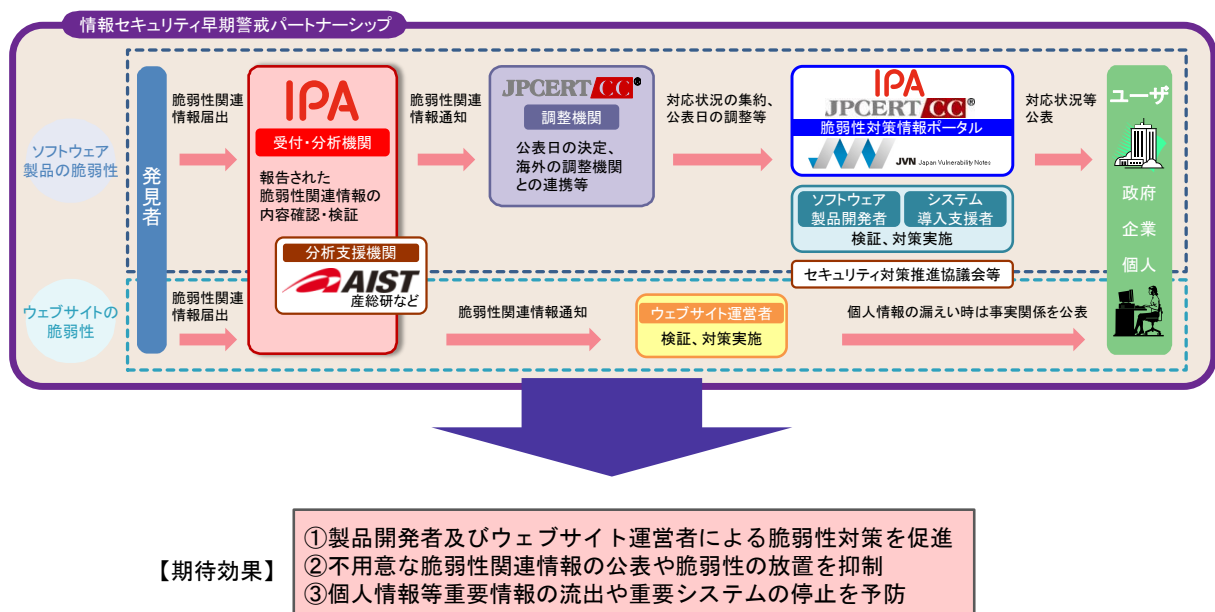 情報セキュリティ早期警戒パートナーシップ
ソフトウェア
製品の脆弱性
発見者
脆弱性関連
情報届出
IPA
受付・分析機関
報告された
脆弱性関連情報の
内容確認・検証
分析支援機関
AIST
産総研など
脆弱性関連
情報通知
JPCERT CC®
調整機関
公表日の決定、
海外の調整機関
との連携等
対応状況の集約、
公表日の調整等
IPA
JPCERT CC®
脆弱性対策情報ポータル
JVN Japan Vulnerability Notes
ソフトウェア
製品開発者
システム
導入支援者
検証、対策実施
セキュリティ対策推進協議会等
対応状況等
公表
ユーザ
政府
企業
個人
ウェブサイトの
脆弱性
脆弱性関連
情報届出
脆弱性関連情報通知
ウェブサイト運営者
検証、対策実施
個人情報の漏えい時は事実関係を公表
【期待効果】
①製品開発者及びウェブサイト運営者による脆弱性対策を促進
②不用意な脆弱性関連情報の公表や脆弱性の放置を抑制
③個人情報等重要情報の流出や重要システムの停止を予防